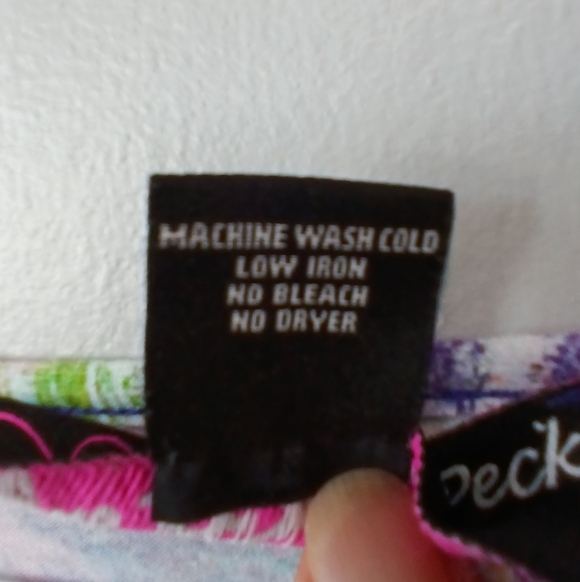 MACHINE WASH COLD
LOW IRON
NO BLEACH
NO DRYER